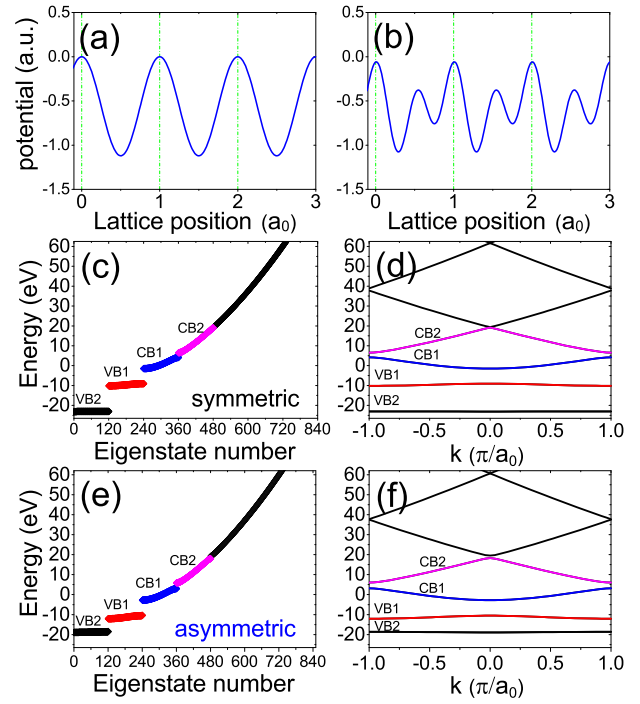 (a)
(b)
potential (a.u.)
0.0
-0.5
-1.0
-1.5
0 1 2 3
Lattice position (a0)
0.0
-0.5
-1.0
-1.5
0 1 2 3
Lattice position (a0)
(c)
Energy (eV)
60
50
40
30
20
10
0
-10
-20
VB2
VB1
CB1
CB2
symmetric
0 120 240 360 480 600 720 840
Eigenstate number
(d)
60
50
40
30
20
10
0
-10
-20
CB2
CB1
VB1
VB2
-1.0 -0.5 0.0 0.5 1.0
k (π/a0)
(e)
Energy (eV)
60
50
40
30
20
10
0
-10
-20
VB2
VB1
CB1
CB2
asymmetric
0 120 240 360 480 600 720 840
Eigenstate number
(f)
60
50
40
30
20
10
0
-10
-20
CB2
CB1
VB1
VB2
-1.0 -0.5 0.0 0.5 1.0
k (π/a0)